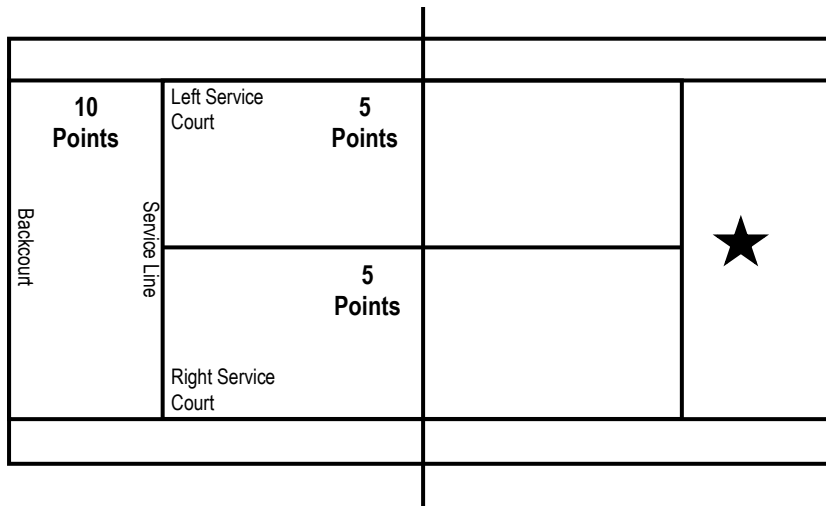 10
Points
Left Service
Court
5
Points
Backcourt
Service Line
5
Points
Right Service
Court